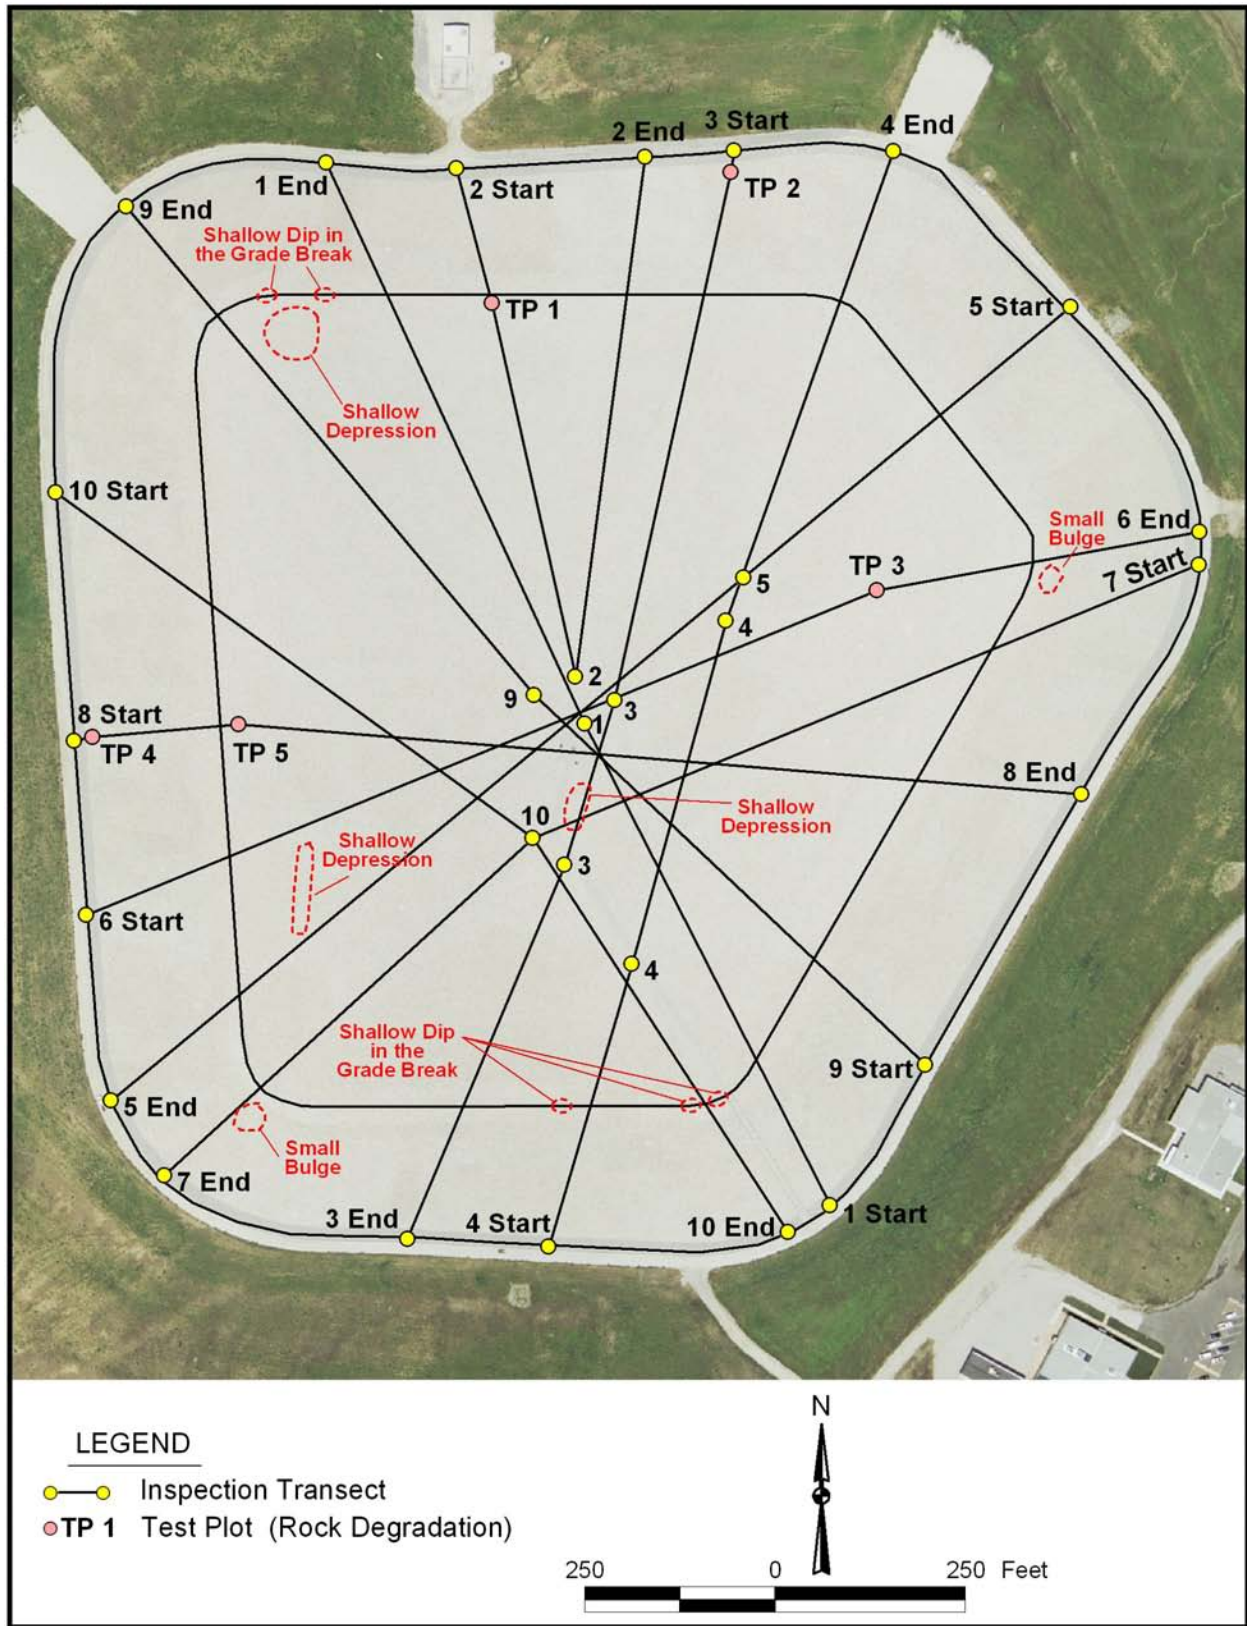 2 End
3 Start
4 End
1 End
2 Start
TP 2
9 End
Shallow Dip in
the Grade Break
TP 1
5 Start
Shallow
Depression
10 Start
Small
Bulge
6 End
7 Start
TP 3
5
4
2
9
3
1
8 Start
TP 4
TP 5
8 End
10
Shallow
Depression
Shallow
Depression
3
6 Start
4
Shallow Dip
in the
Grade Break
9 Start
5 End
Small
Bulge
7 End
3 End
4 Start
10 End
1 Start
N
LEGEND
Inspection Transect
TP 1 Test Plot (Rock Degradation)
250 0 250 Feet